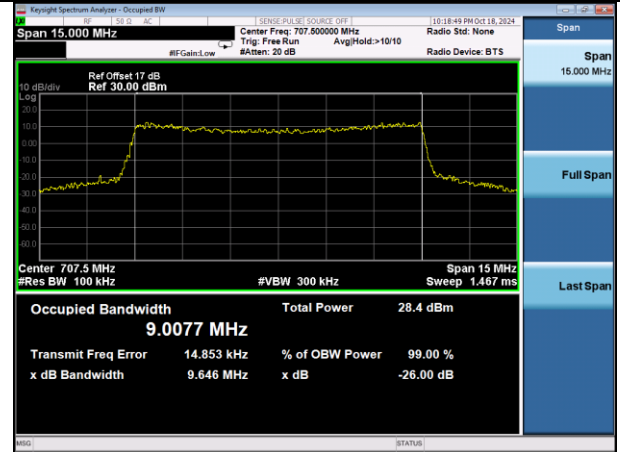 Keysight Spectrum Analyzer - Occupied BW
RF 50 Ω AC SENSE:PULSE SOURCE OFF 10:18:49 PM Oct 18, 2024
Span 15.000 MHz Center Freq: 707.500000 MHz Radio Std: None Span
Trig: Free Run Avg|Hold:>10/10
#IFGain:Low #Atten: 20 dB Radio Device: BTS
Span
15.000 MHz
Ref Offset 17 dB
10 dB/div Ref 30.00 dBm
Log
20.0
10.0
0.00
-10.0
-20.0
-30.0
-40.0
-50.0
-60.0
Full Span
Center 707.5 MHz Span 15 MHz
#Res BW 100 kHz #VBW 300 kHz Sweep 1.467 ms
Last Span
Occupied Bandwidth Total Power 28.4 dBm
9.0077 MHz
Transmit Freq Error 14.853 kHz % of OBW Power 99.00 %
x dB Bandwidth 9.646 MHz x dB -26.00 dB
MSG STATUS